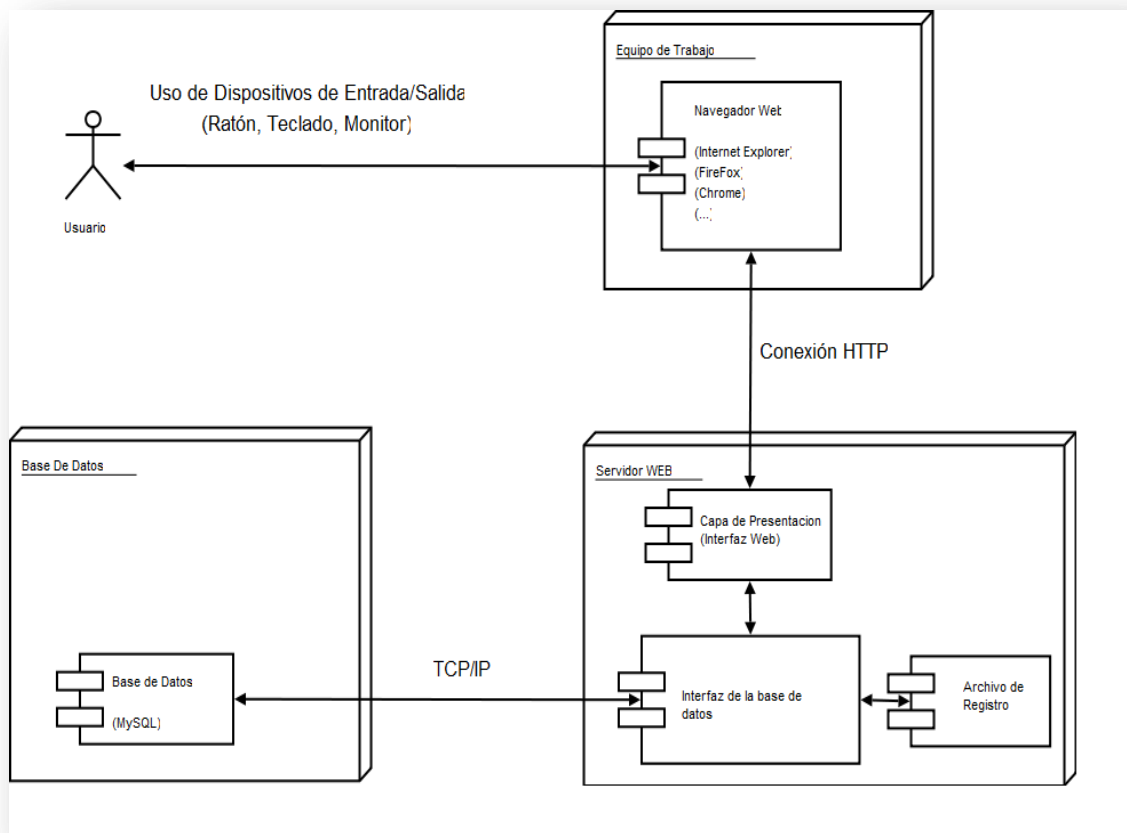 Equipo de Trabajo
Uso de Dispositivos de Entrada/Salida
(Ratón, Teclado, Monitor)
Navegador Web
(Internet Explorer)
(FireFox)
(Chrome)
(...)
Usuario
Conexión HTTP
Base De Datos
Servidor WEB
Capa de Presentacion
(Interfaz Web)
TCP/IP
Base de Datos
(MySQL)
Interfaz de la base de
datos
Archivo de
Registro